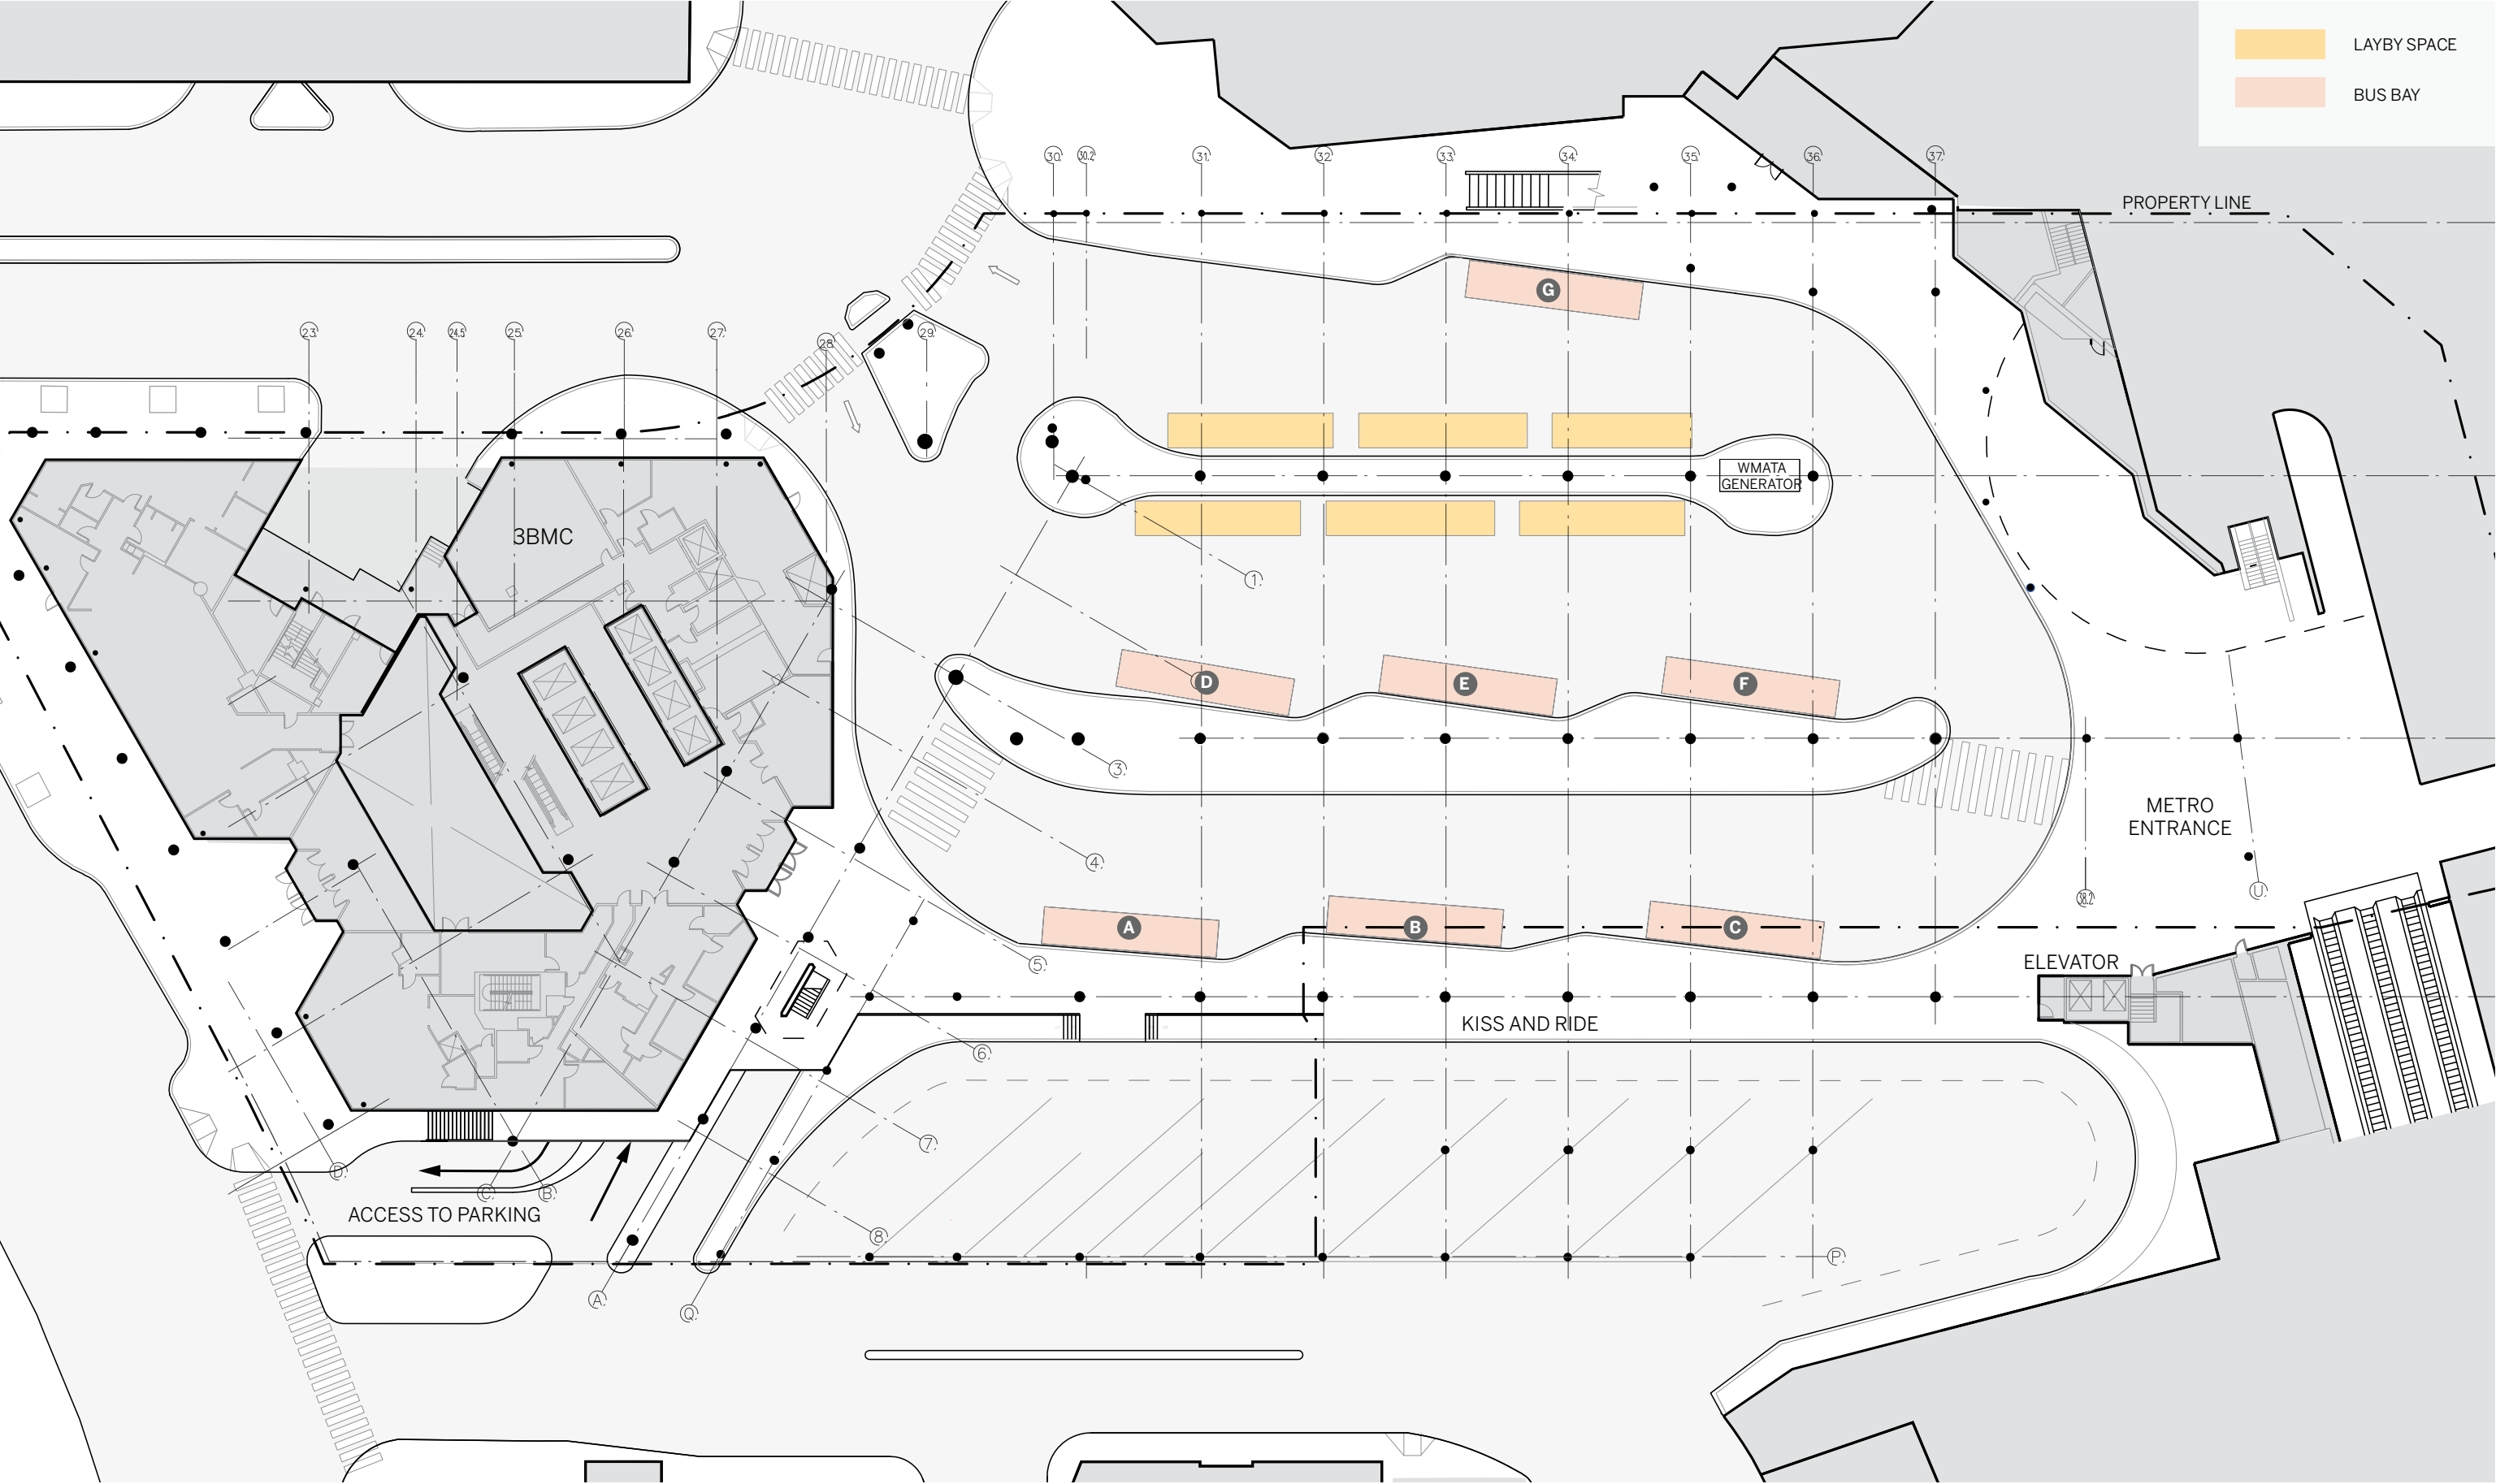 LAYBY SPACE
BUS BAY
30.
30.2
31.
32.
33.
34.
35.
36.
37.
PROPERTY LINE
G
23.
24.
24.5
25.
26.
27.
28.
29.
WMATA
GENERATOR
3BMC
1.
D
E
F
3.
METRO
ENTRANCE
4.
38.2
U.
A
B
C
5.
ELEVATOR
KISS AND RIDE
6.
7.
D.
C.
B.
ACCESS TO PARKING
8.
P.
A.
Q.